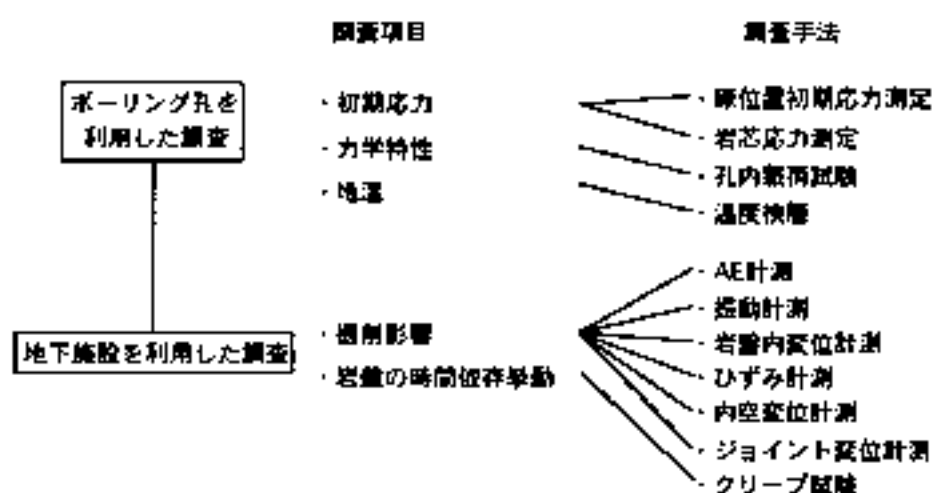 調査項目
調査手法
ボーリング孔を
利用した調査
・初期応力
・力学特性
・地温
・原位置初期応力測定
・岩芯応力測定
・孔内載荷試験
・温度検層
地下施設を利用した調査
・掘削影響
・岩盤の時間依存挙動
・AE計測
・振動計測
・岩盤内変位計測
・ひずみ計測
・内空変位計測
・ジョイント変位計測
・クリープ試験